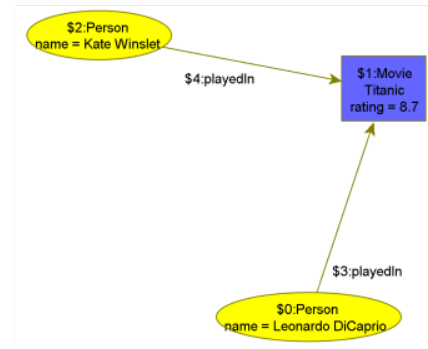 $2:Person
name = Kate Winslet
$4:playedIn
$1:Movie
Titanic
rating = 8.7
$3:playedIn
$0:Person
name = Leonardo DiCaprio